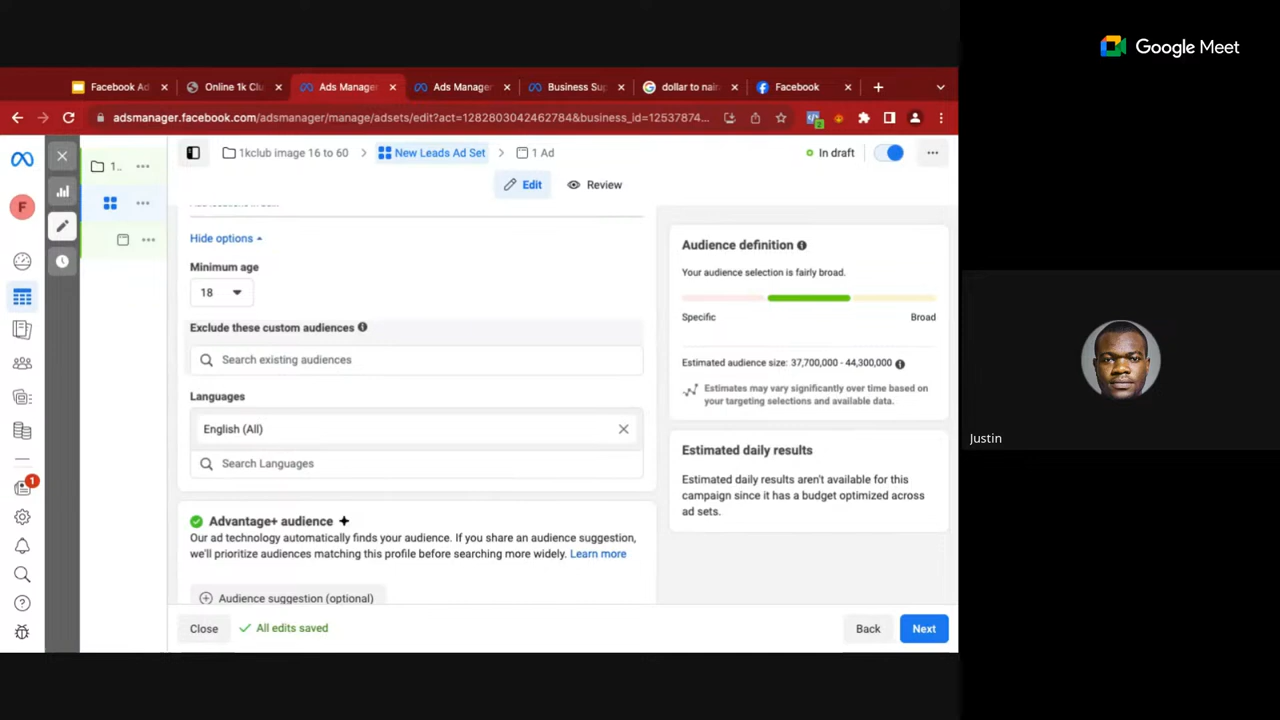 Google Meet
Facebook Ad
Online 1k Clu
Ads Manager
Ads Manager
Business Sup
dollar to naira
Facebook
adsmanager.facebook.com/adsmanager/manage/adsets/edit?act=1282803042462784&business_id=12537874...
1kclub image 16 to 60
New Leads Ad Set
1 Ad
In draft
1..
Edit
Review
F
Hide options
Minimum age
18
Exclude these custom audiences
Search existing audiences
Languages
English (All)
Search Languages
Advantage+ audience
Our ad technology automatically finds your audience. If you share an audience suggestion,
we'll prioritize audiences matching this profile before searching more widely. Learn more
Audience suggestion (optional)
Audience definition
Your audience selection is fairly broad.
Specific
Broad
Estimated audience size: 37,700,000 - 44,300,000
Estimates may vary significantly over time based on
your targeting selections and available data.
Estimated daily results
Estimated daily results aren't available for this
campaign since it has a budget optimized across
ad sets.
1
Close
All edits saved
Back
Next
Justin